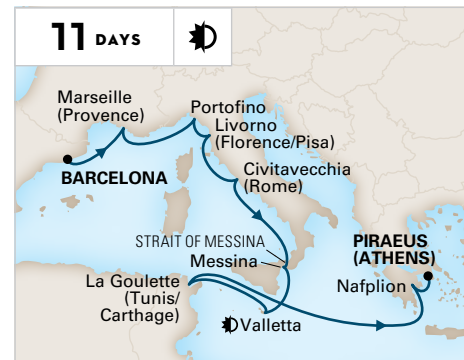 11 DAYS
Marseille
(Provence)
Portofino
Livorno
(Florence/Pisa)
Civitavecchia
(Rome)
BARCELONA
STRAIT OF MESSINA
Messina
PIRAEUS
(ATHENS)
La Goulette
(Tunis/
Carthage)
Nafplion
Valletta